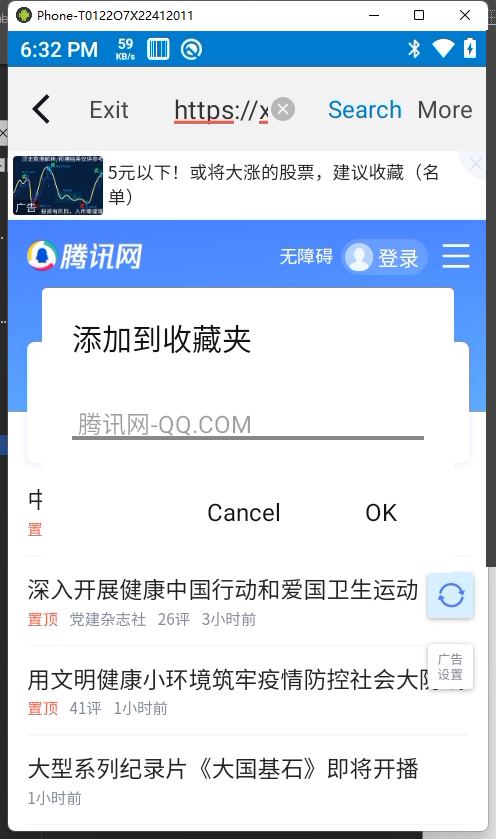 Phone-T0122O7X22412011
6:32 PM
59
KB/s
Exit
https://x
Search
More
5元以下！或将大涨的股票，建议收藏（名
单）
广告
腾讯网
无障碍
登录
添加到收藏夹
腾讯网-QQ.COM
Cancel
OK
深入开展健康中国行动和爱国卫生运动
置顶 党建杂志社 26评 3小时前
广告
设置
用文明健康小环境筑牢疫情防控社会大防
置顶 41评 1小时前
大型系列纪录片《大国基石》即将开播
1小时前